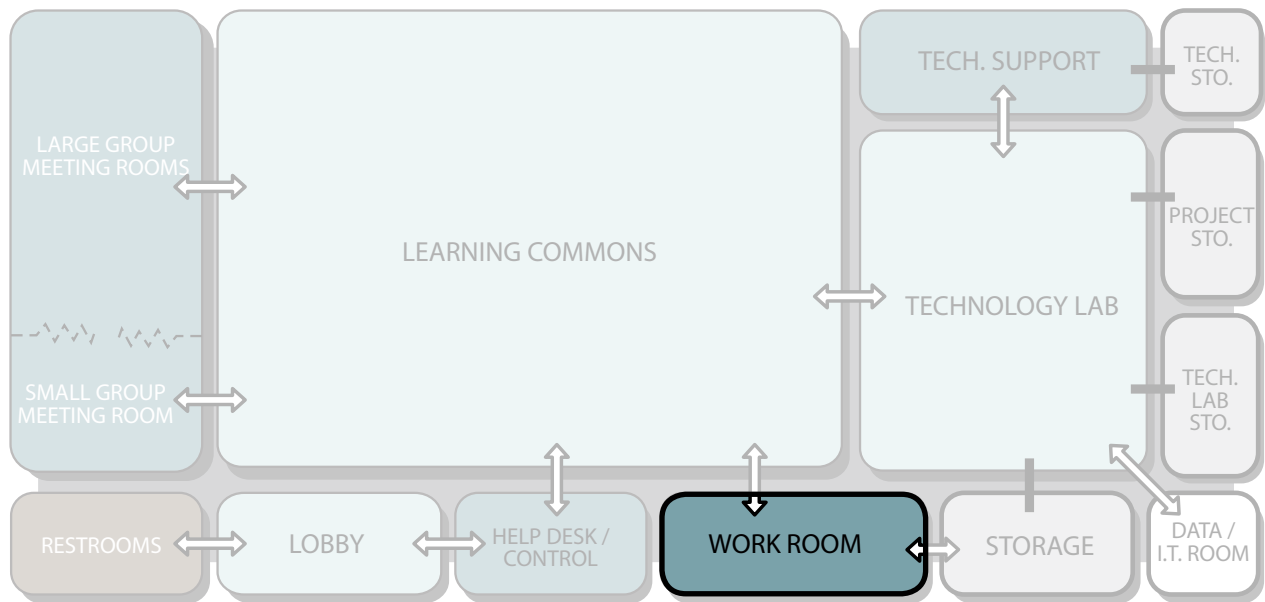 LARGE GROUP
MEETING ROOMS
SMALL GROUP
MEETING ROOM
LEARNING COMMONS
TECH. SUPPORT
TECH.
STO.
TECHNOLOGY LAB
PROJECT
STO.
TECH.
LAB
STO.
RESTROOMS
LOBBY
HELP DESK /
CONTROL
WORK ROOM
STORAGE
DATA /
I.T. ROOM